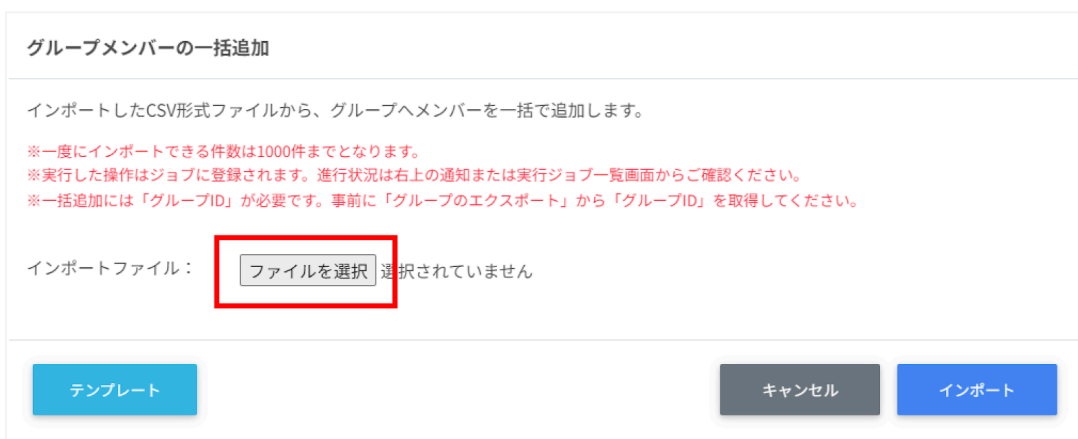 グループメンバーの一括追加
インポートしたCSV形式ファイルから、グループへメンバーを一括で追加します。
※一度にインポートできる件数は1000件までとなります。
※実行した操作はジョブに登録されます。進行状況は右上の通知または実行ジョブ一覧画面からご確認ください。
※一括追加には「グループID」が必要です。事前に「グループのエクスポート」から「グループID」を取得してください。
インポートファイル： ファイルを選択 選択されていません
テンプレート キャンセル インポート